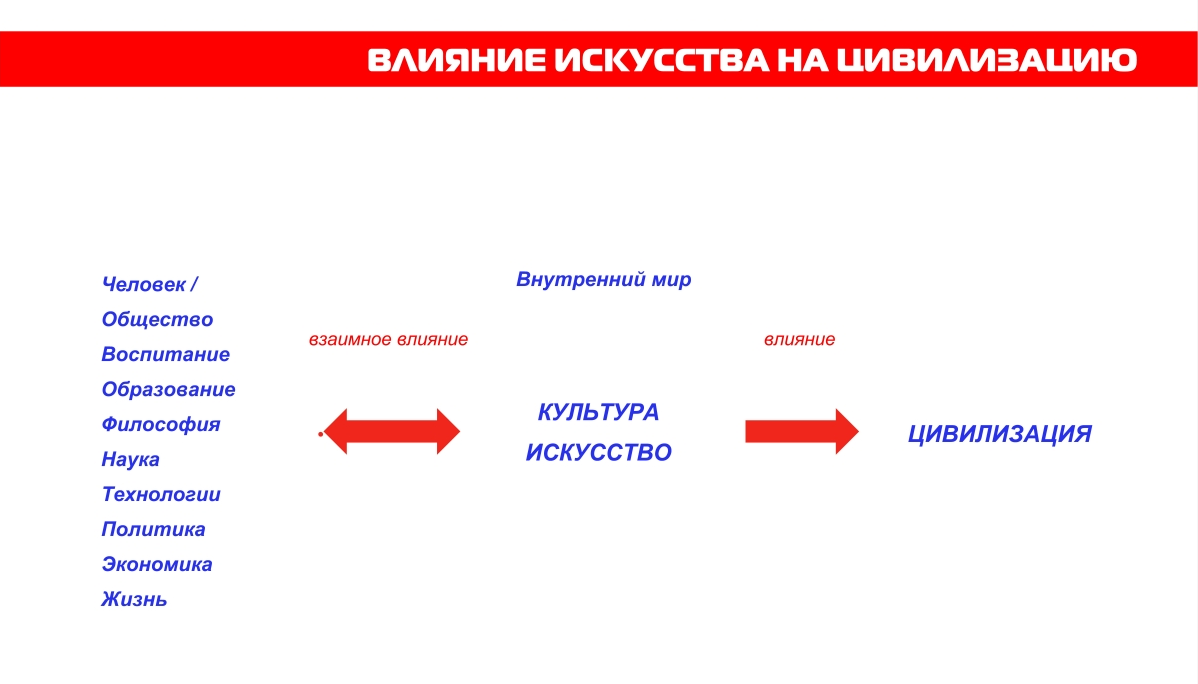 ВЛИЯНИЕ ИСКУССТВА НА ЦИВИЛИЗАЦИЮ
Человек /
Общество
Воспитание
Образование
Философия
Наука
Технологии
Политика
Экономика
Жизнь
взаимное влияние
Внутренний мир
КУЛЬТУРА
ИСКУССТВО
влияние
ЦИВИЛИЗАЦИЯ